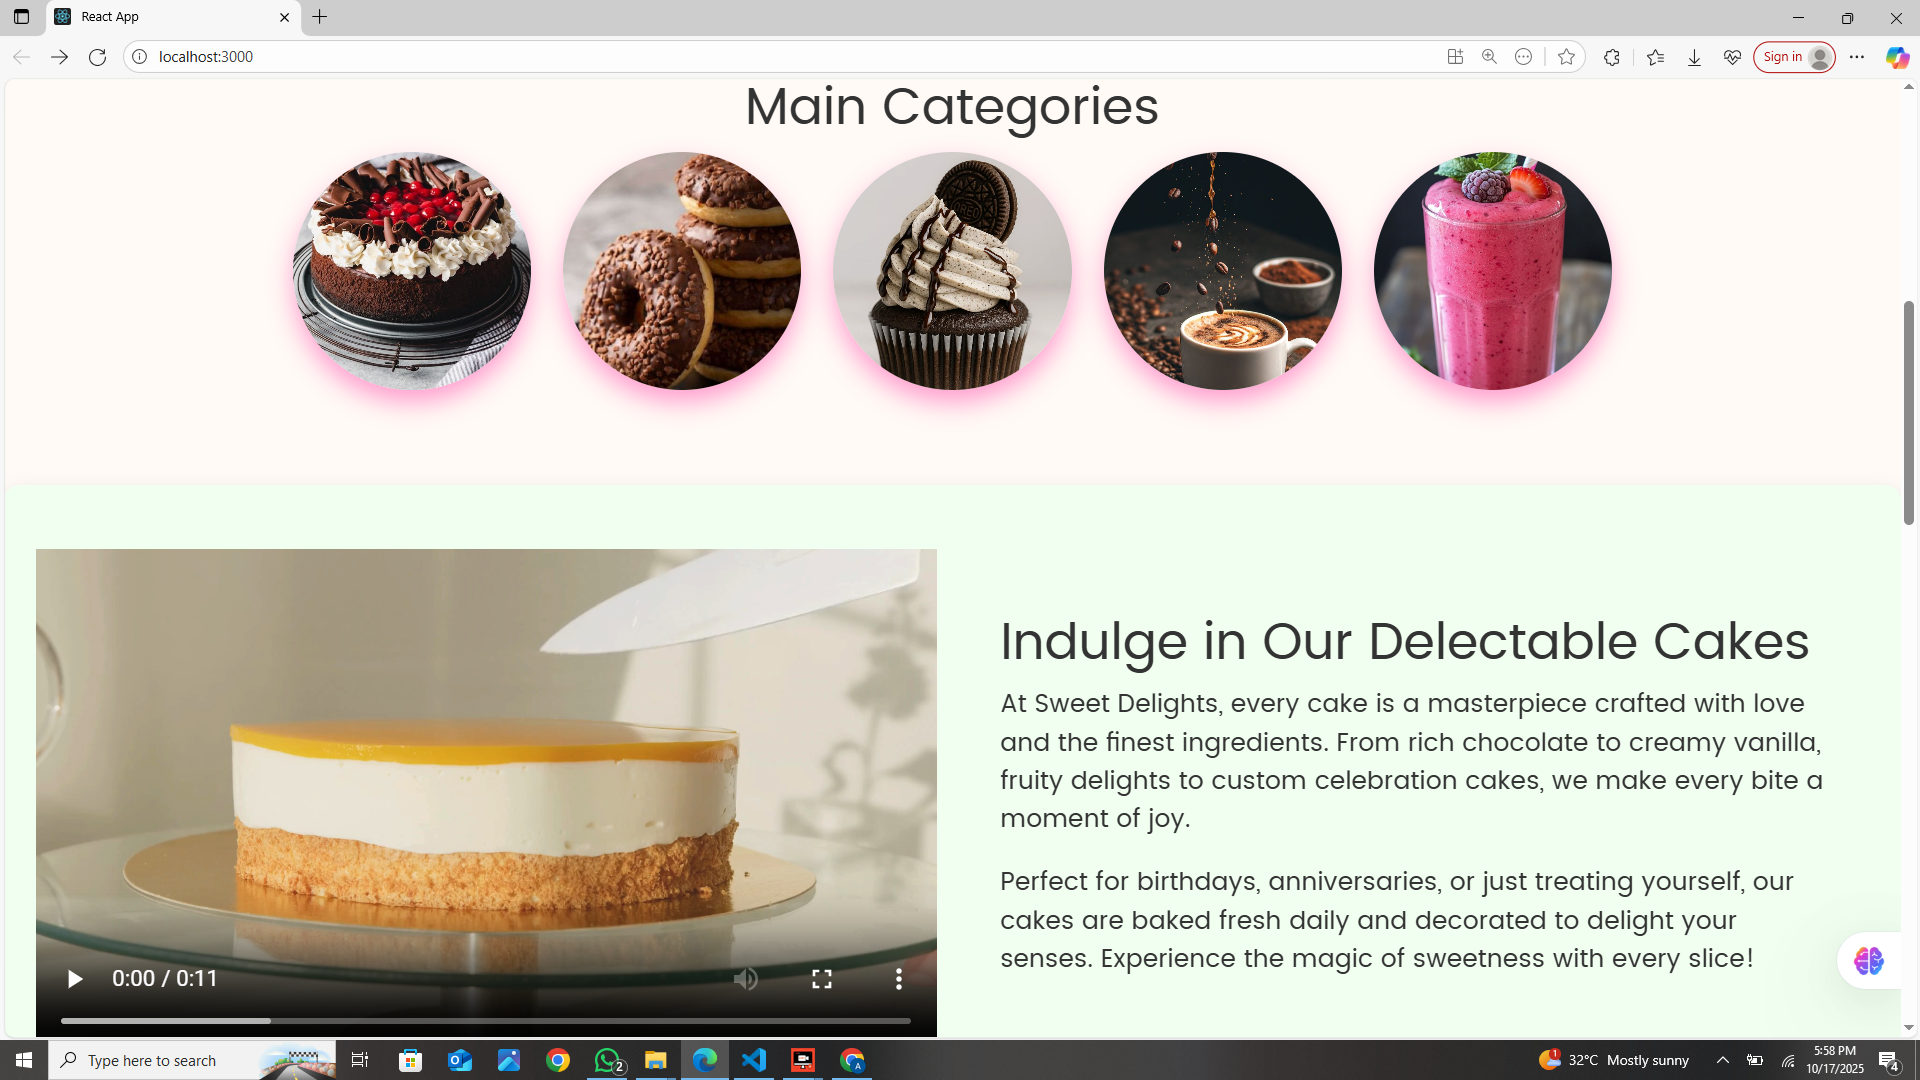 React App
localhost:3000
Sign in
Main Categories
Indulge in Our Delectable Cakes
At Sweet Delights, every cake is a masterpiece crafted with love
and the finest ingredients. From rich chocolate to creamy vanilla,
fruity delights to custom celebration cakes, we make every bite a
moment of joy.
Perfect for birthdays, anniversaries, or just treating yourself, our
cakes are baked fresh daily and decorated to delight your
senses. Experience the magic of sweetness with every slice!
0:00 / 0:11
Type here to search
2
A
1
32°C Mostly sunny
5:58 PM
10/17/2025
4